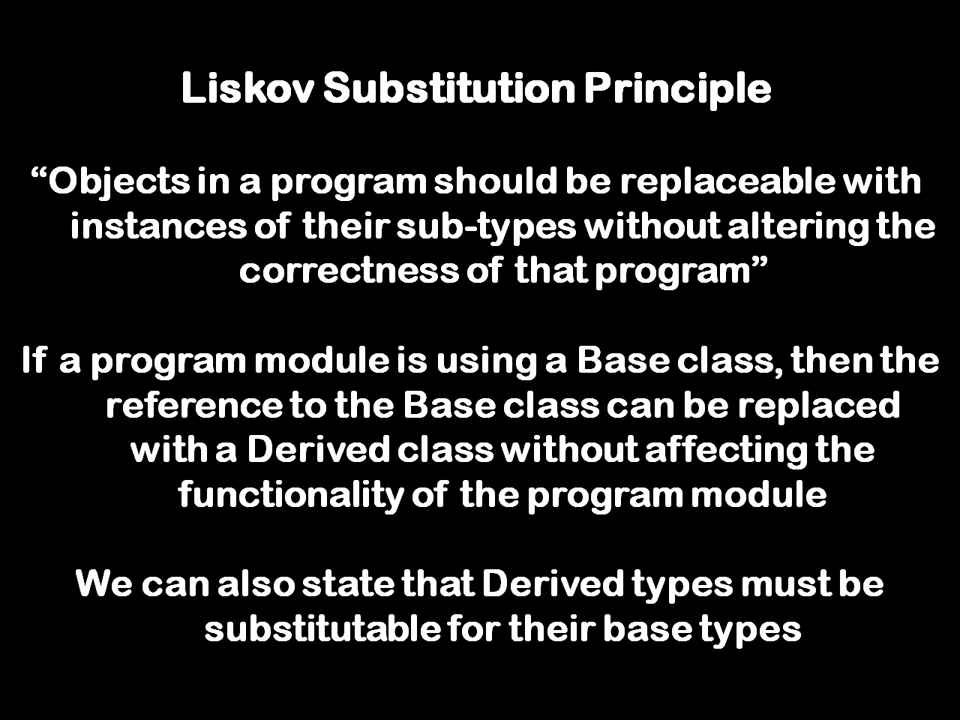 Liskov Substitution Principle
“Objects in a program should be replaceable with
instances of their sub-types without altering the
correctness of that program”
If a program module is using a Base class, then the
reference to the Base class can be replaced
with a Derived class without affecting the
functionality of the program module
We can also state that Derived types must be
substitutable for their base types